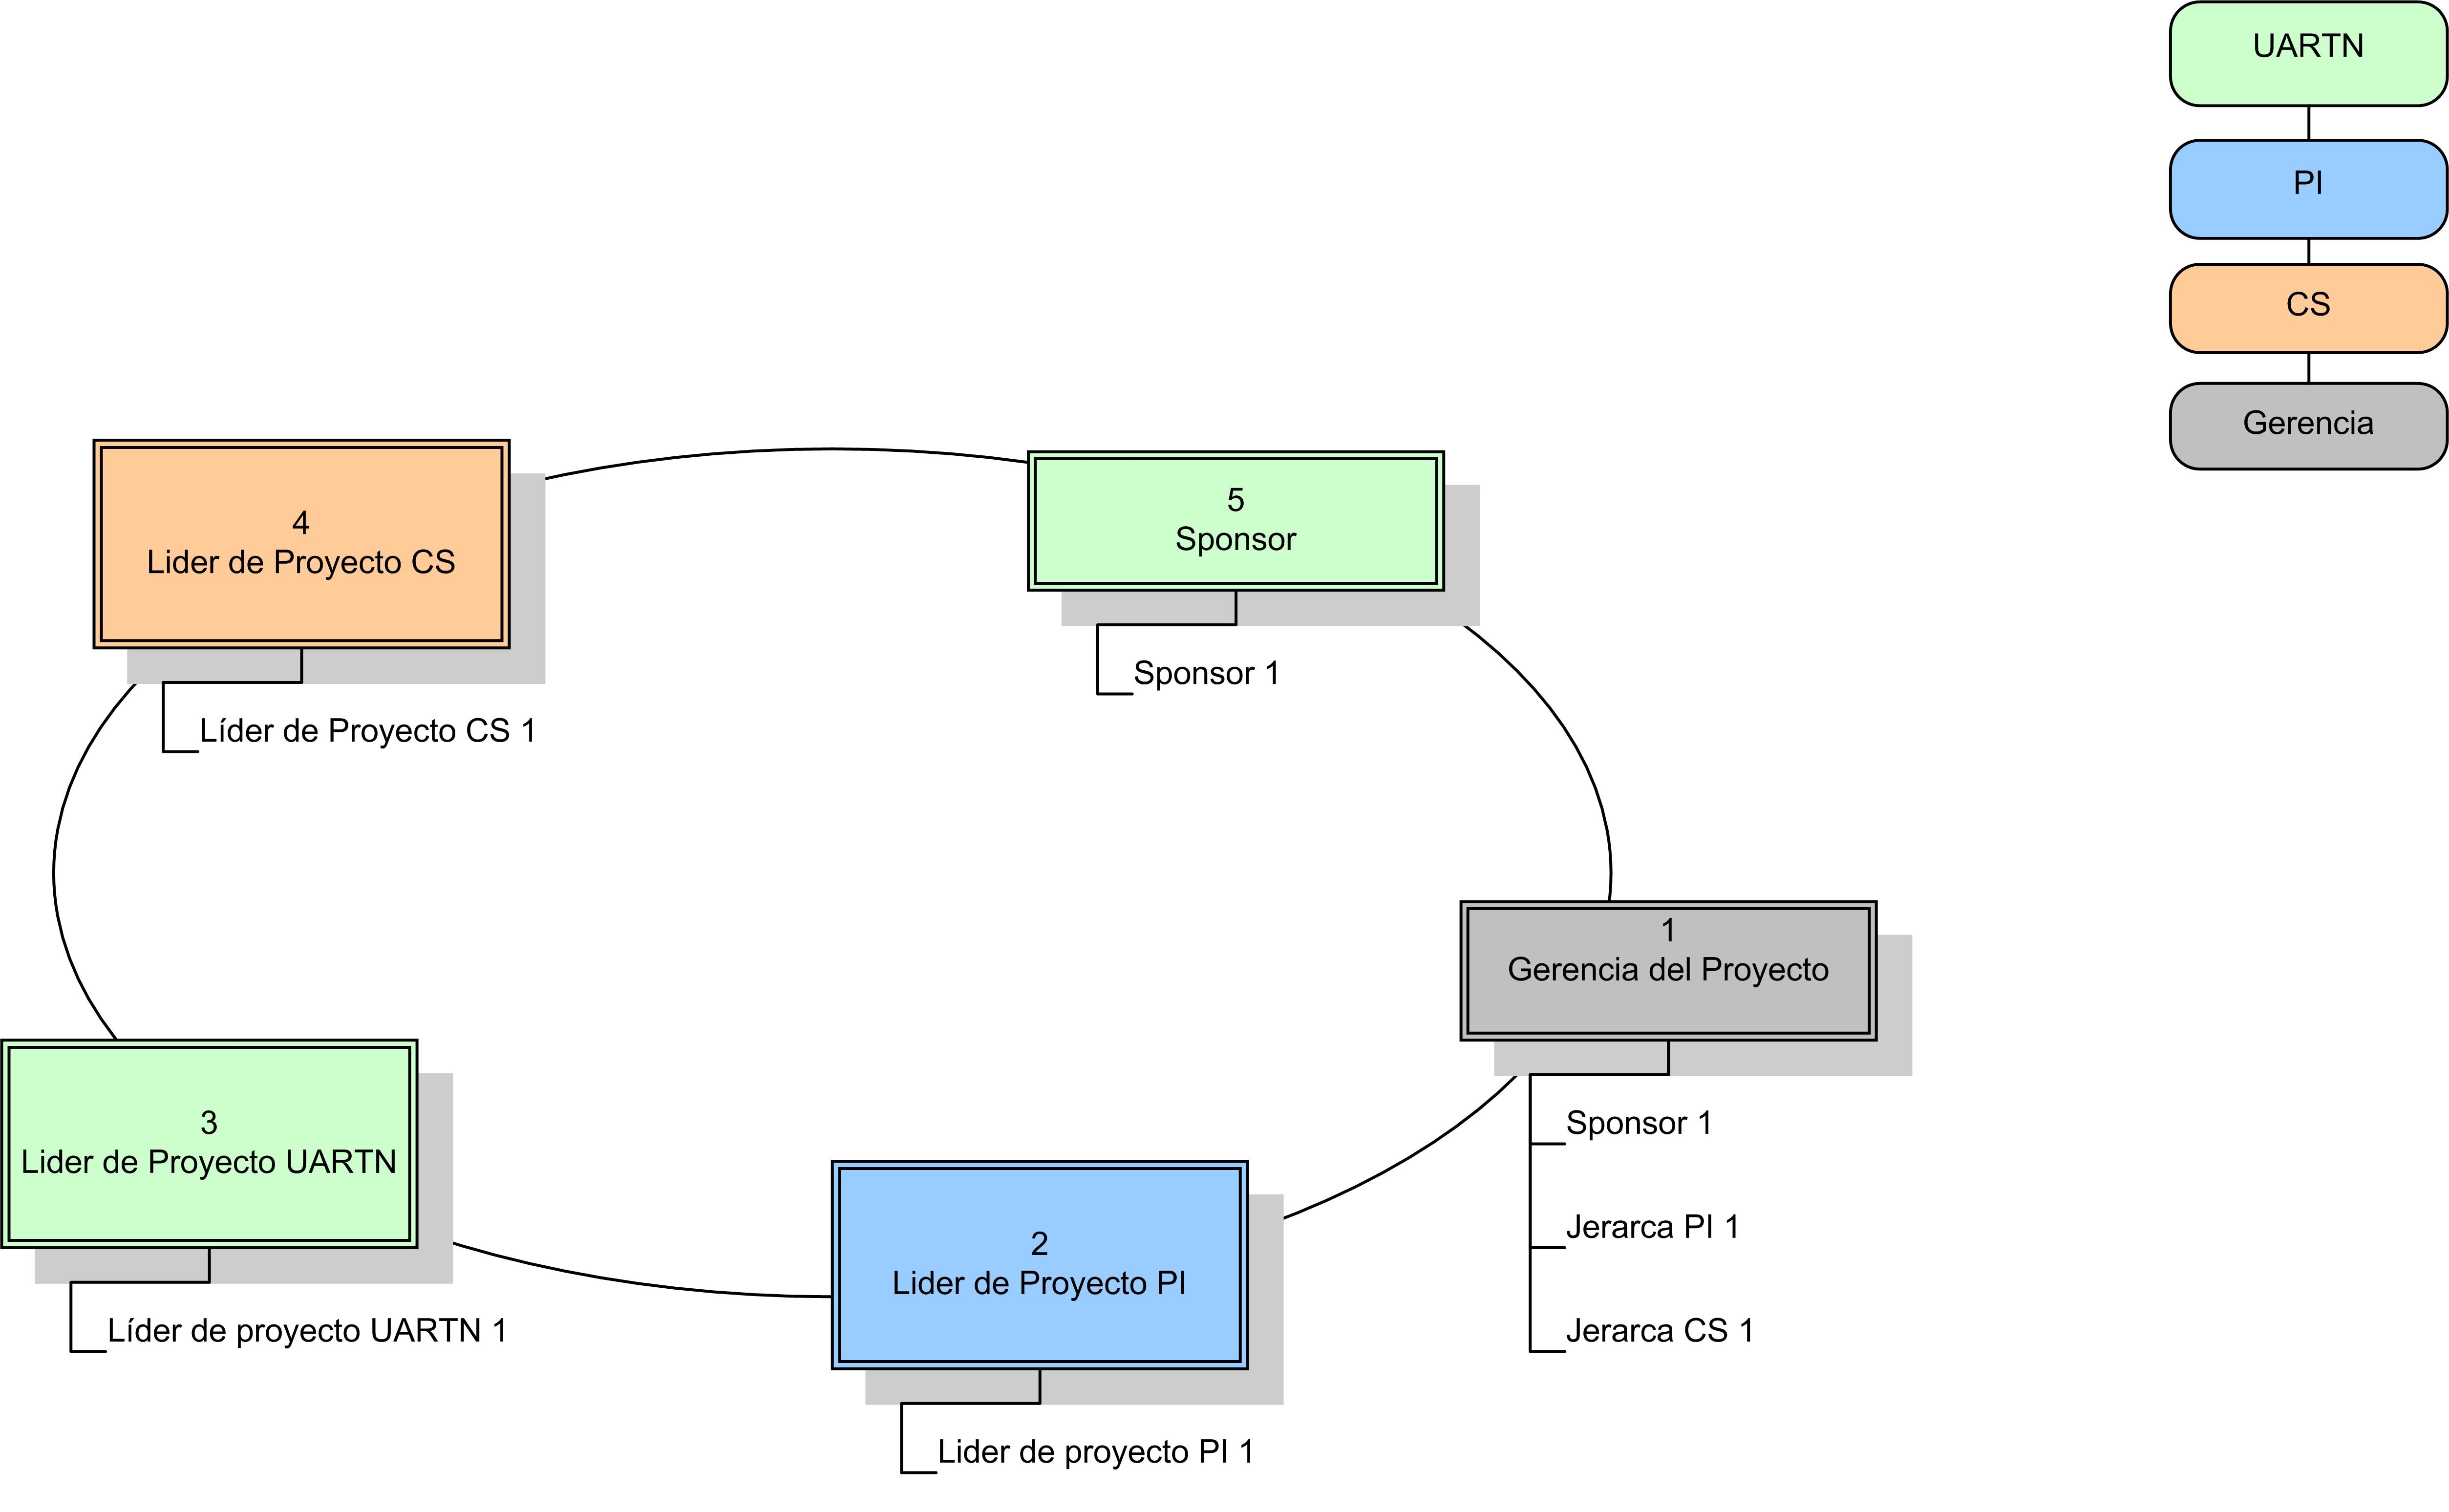 UARTN
PI
CS
Gerencia
4
Lider de Proyecto CS
Líder de Proyecto CS 1
5
Sponsor
Sponsor 1
1
Gerencia del Proyecto
Sponsor 1
Jerarca PI 1
Jerarca CS 1
3
Lider de Proyecto UARTN
Líder de proyecto UARTN 1
2
Lider de Proyecto PI
Lider de proyecto PI 1